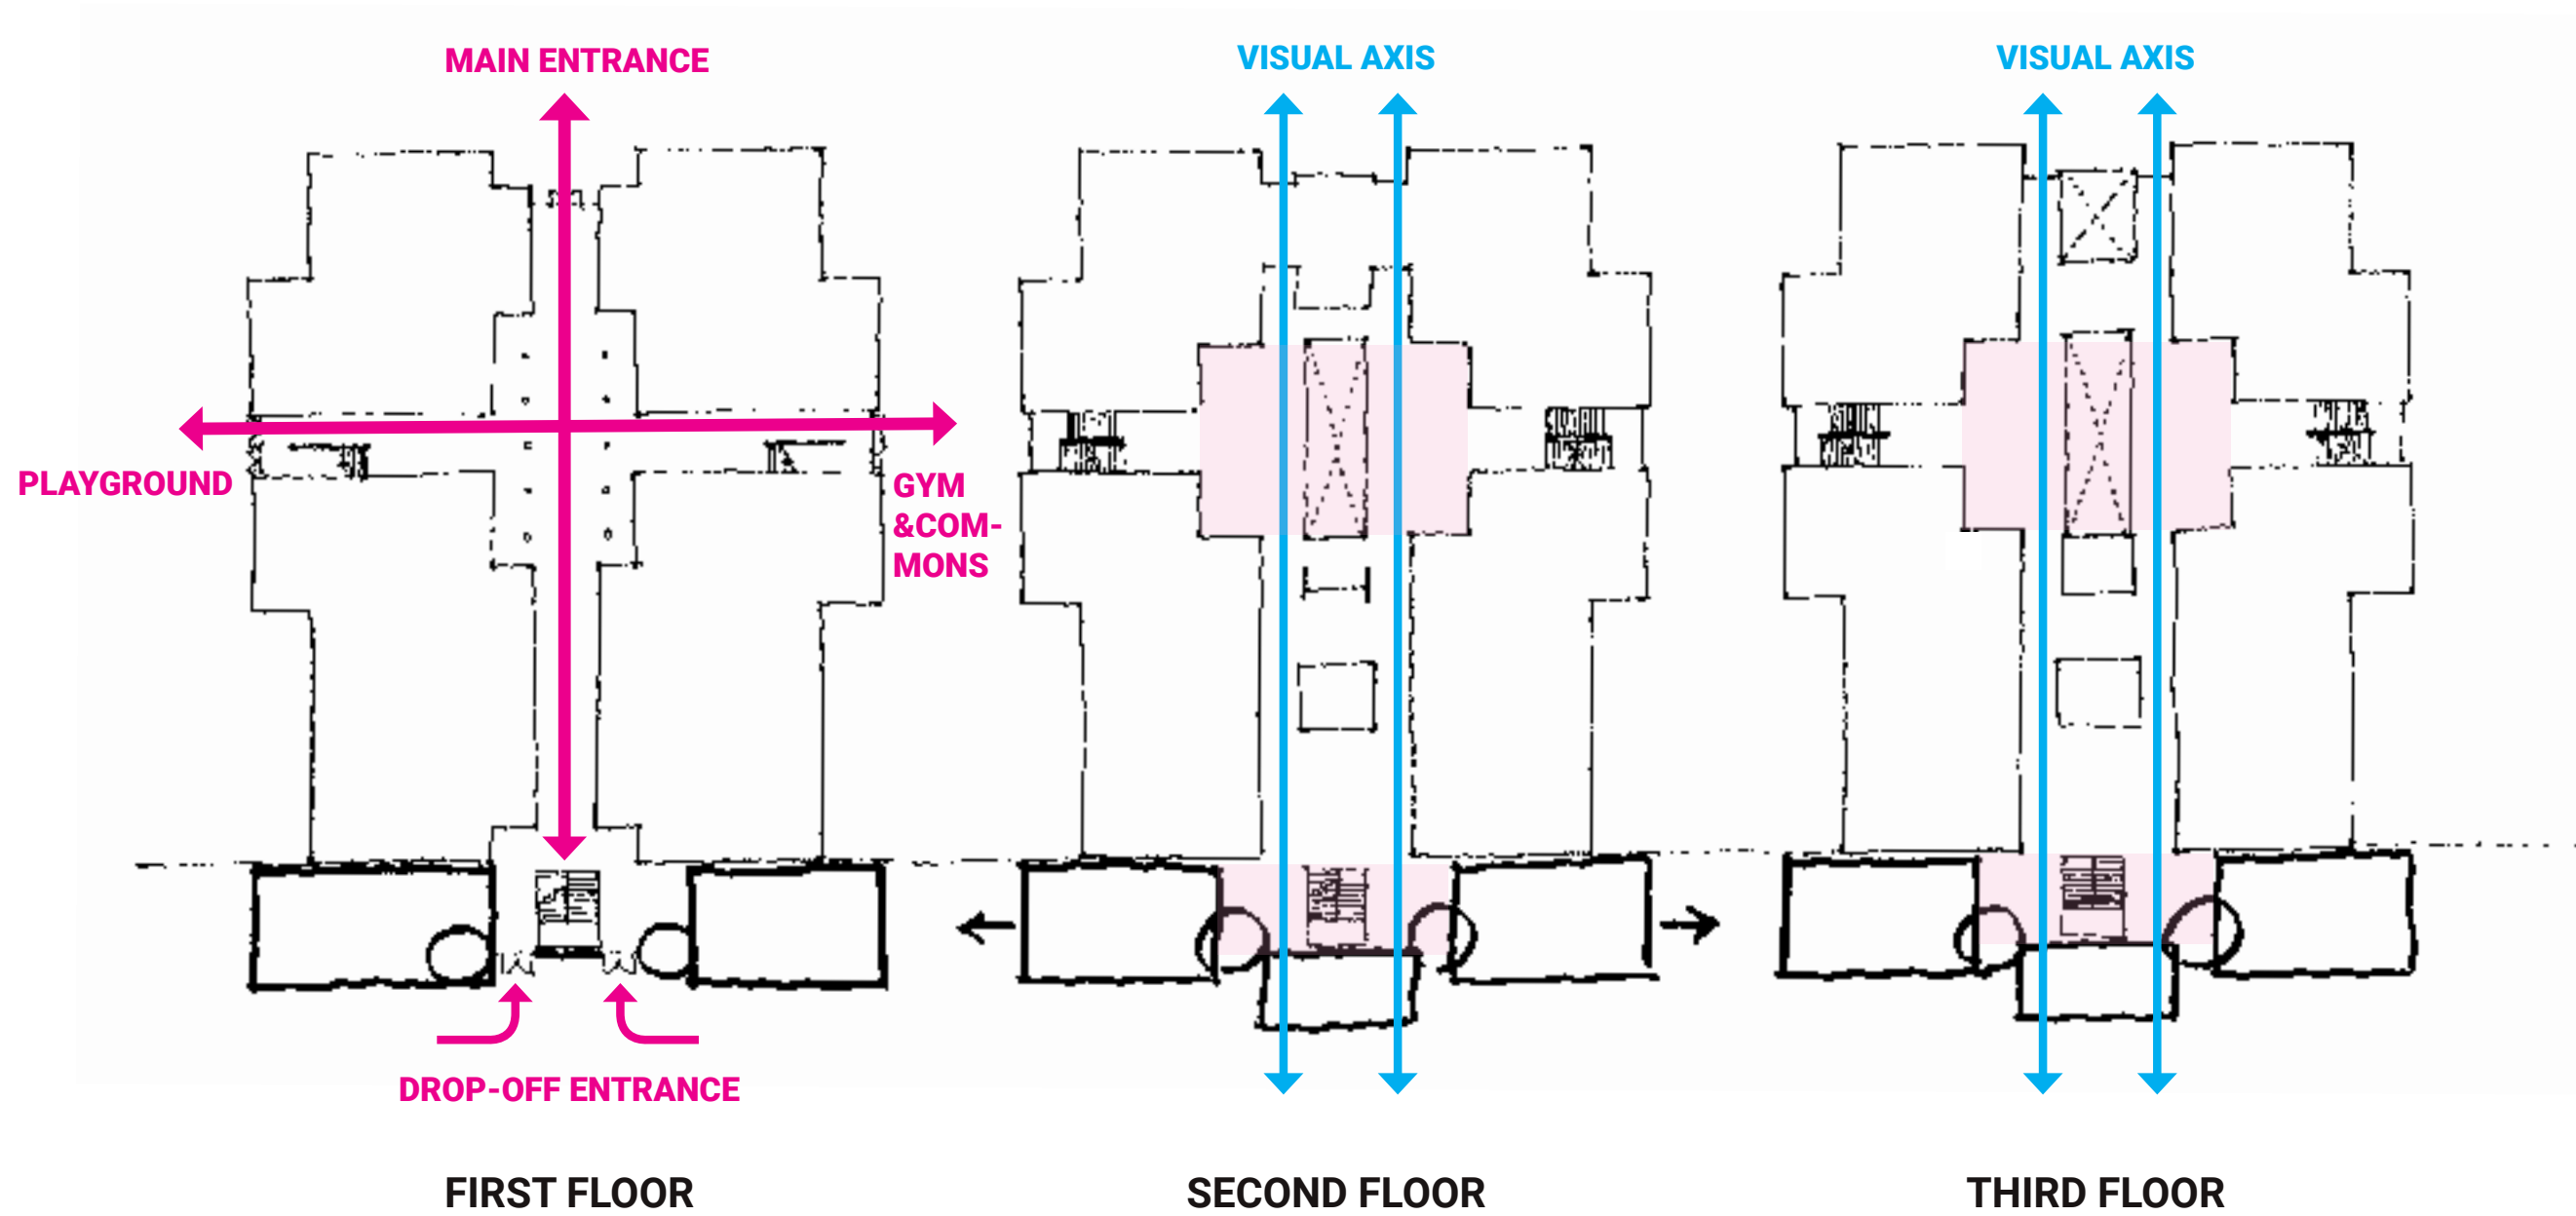 MAIN ENTRANCE
VISUAL AXIS
VISUAL AXIS
PLAYGROUND
GYM
&COM-
MONS
DROP-OFF ENTRANCE
FIRST FLOOR
SECOND FLOOR
THIRD FLOOR